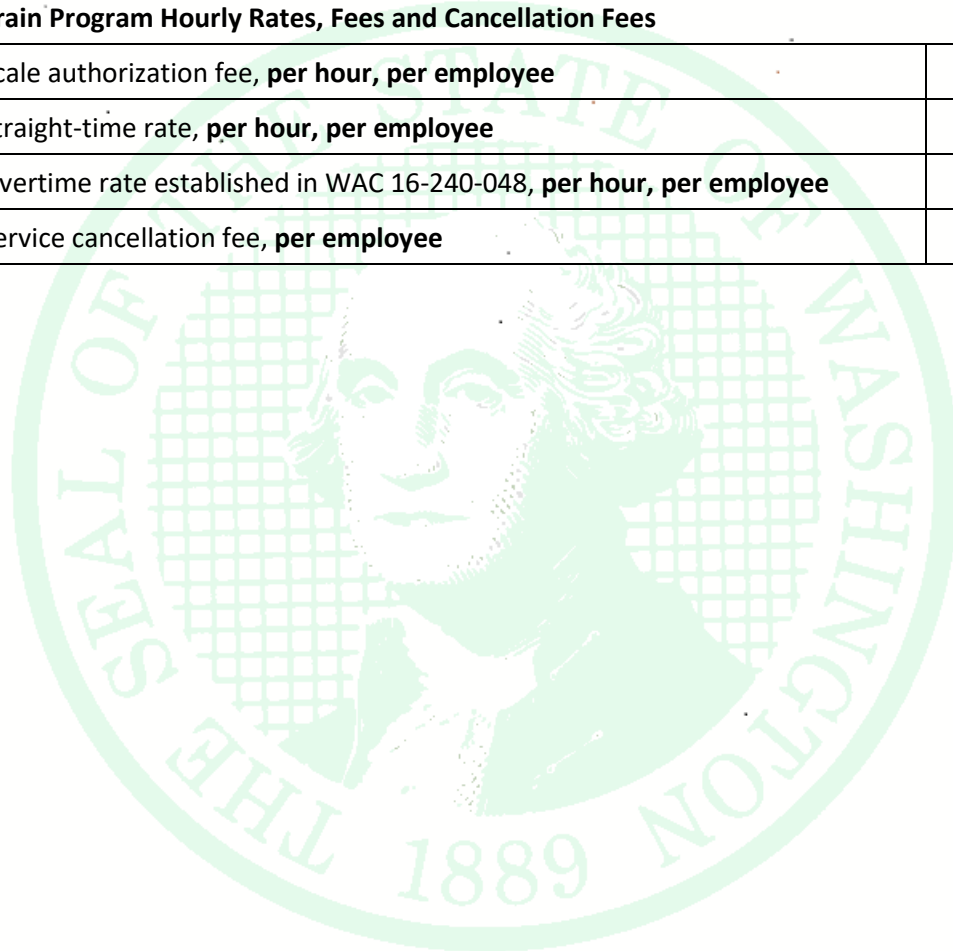 rain Program Hourly Rates, Fees and Cancellation Fees
cale authorization fee, per hour, per employee
traight-time rate, per hour, per employee
vertime rate established in WAC 16-240-048, per hour, per employee
ervice cancellation fee, per employee
THE SEAL OF THE STATE OF WASHINGTON
1889